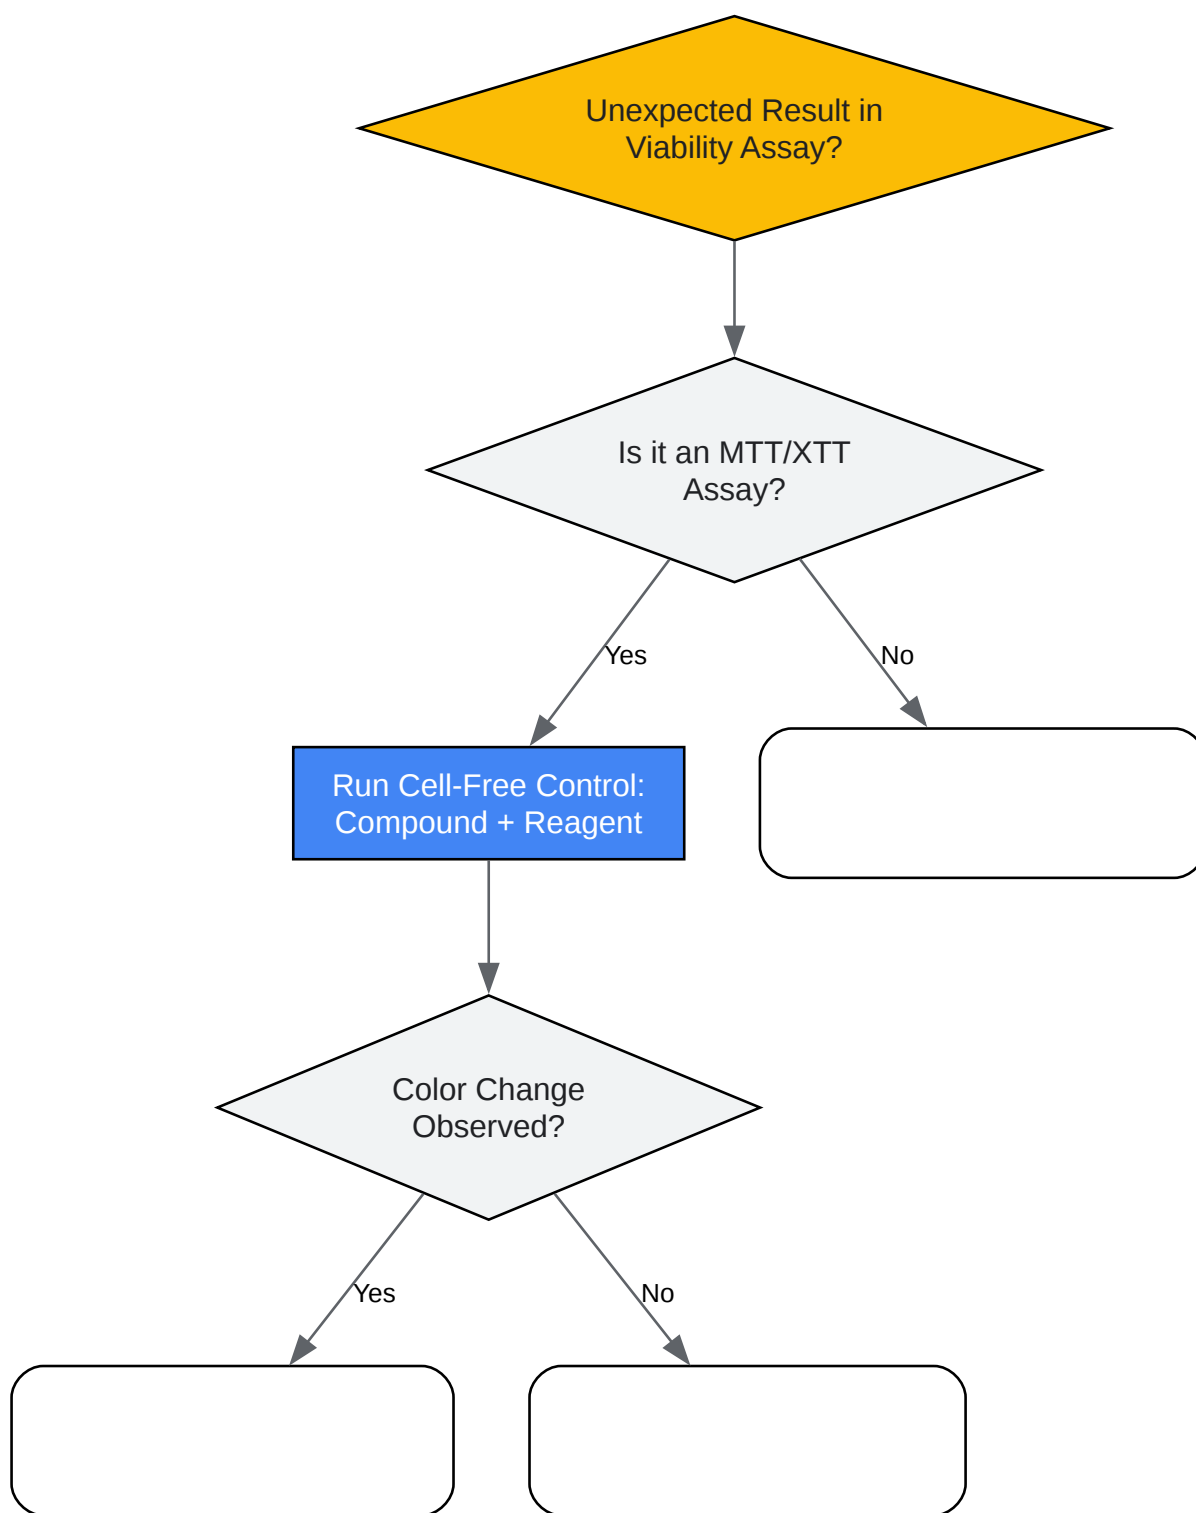 Unexpected Result in
Viability Assay?
Is it an MTT/XTT
Assay?
Yes
No
Run Cell-Free Control:
Compound + Reagent
Color Change
Observed?
Yes
No